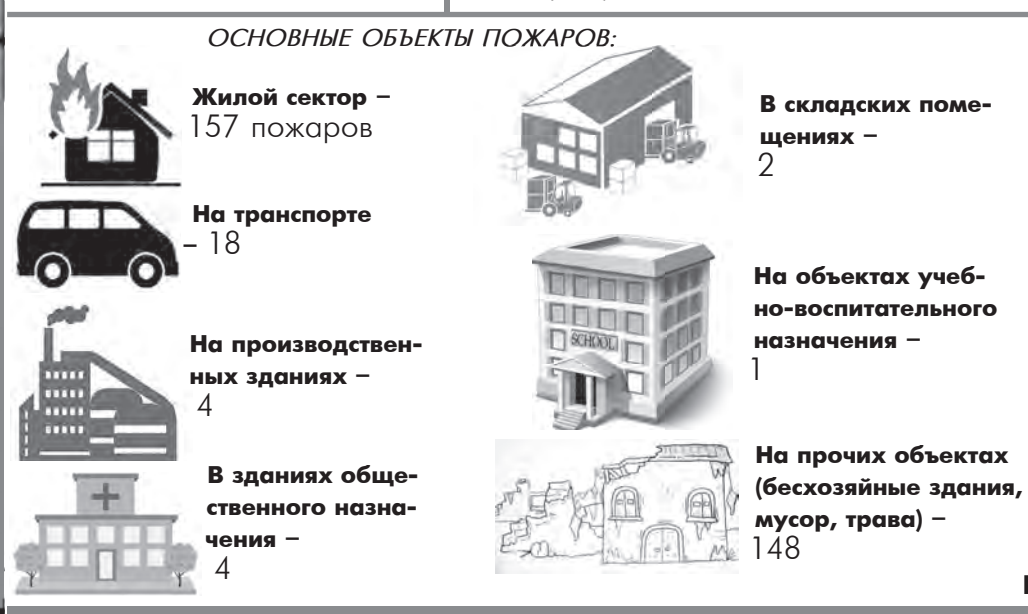 ОСНОВНЫЕ ОБЪЕКТЫ ПОЖАРОВ:
Жилой сектор –
157 пожаров
На транспорте
– 18
На производствен-
ных зданиях –
4
В зданиях обще-
ственного назна-
чения –
4
В складских поме-
щениях –
2
На объектах учеб-
но-воспитательного
назначения –
1
SCHOOL
На прочих объектах
(бесхозяйные здания,
мусор, трава) –
148